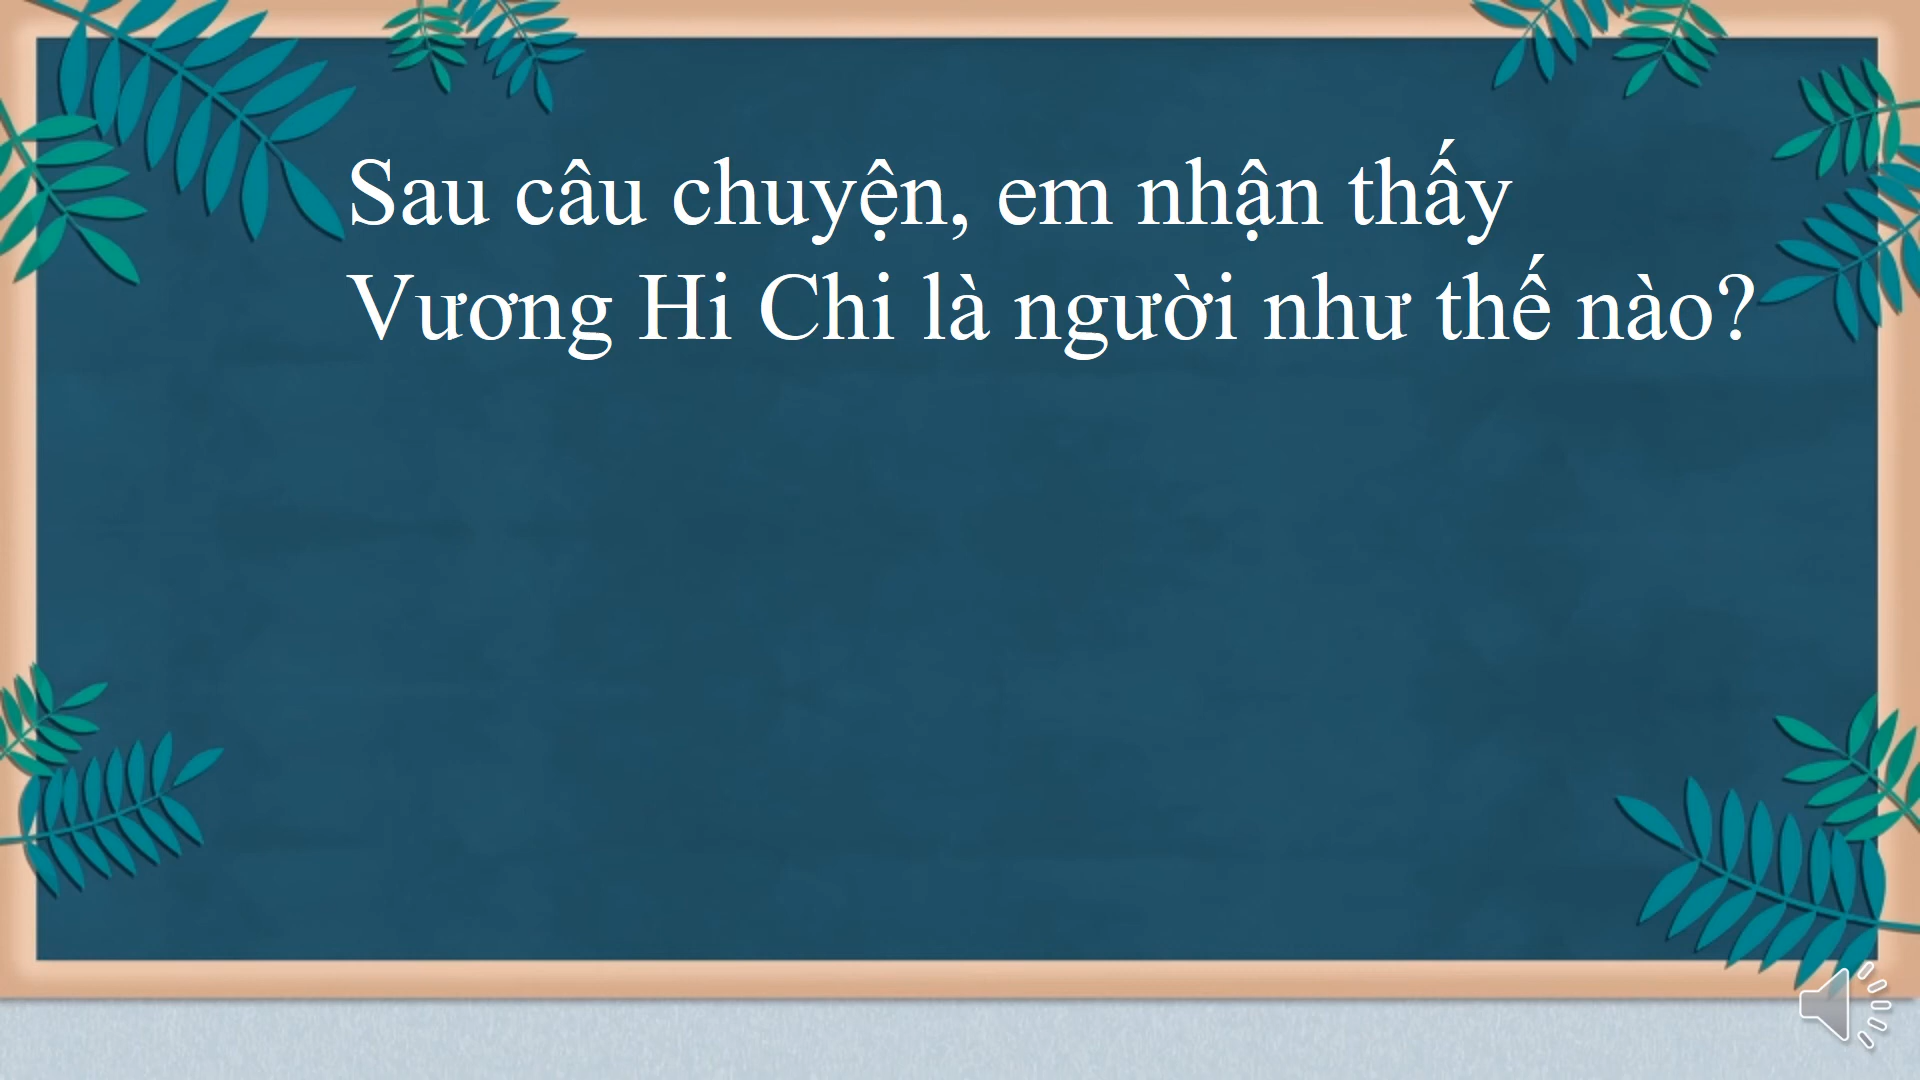 Sau câu chuyện, em nhận thấy
Vương Hi Chi là người như thế nào?